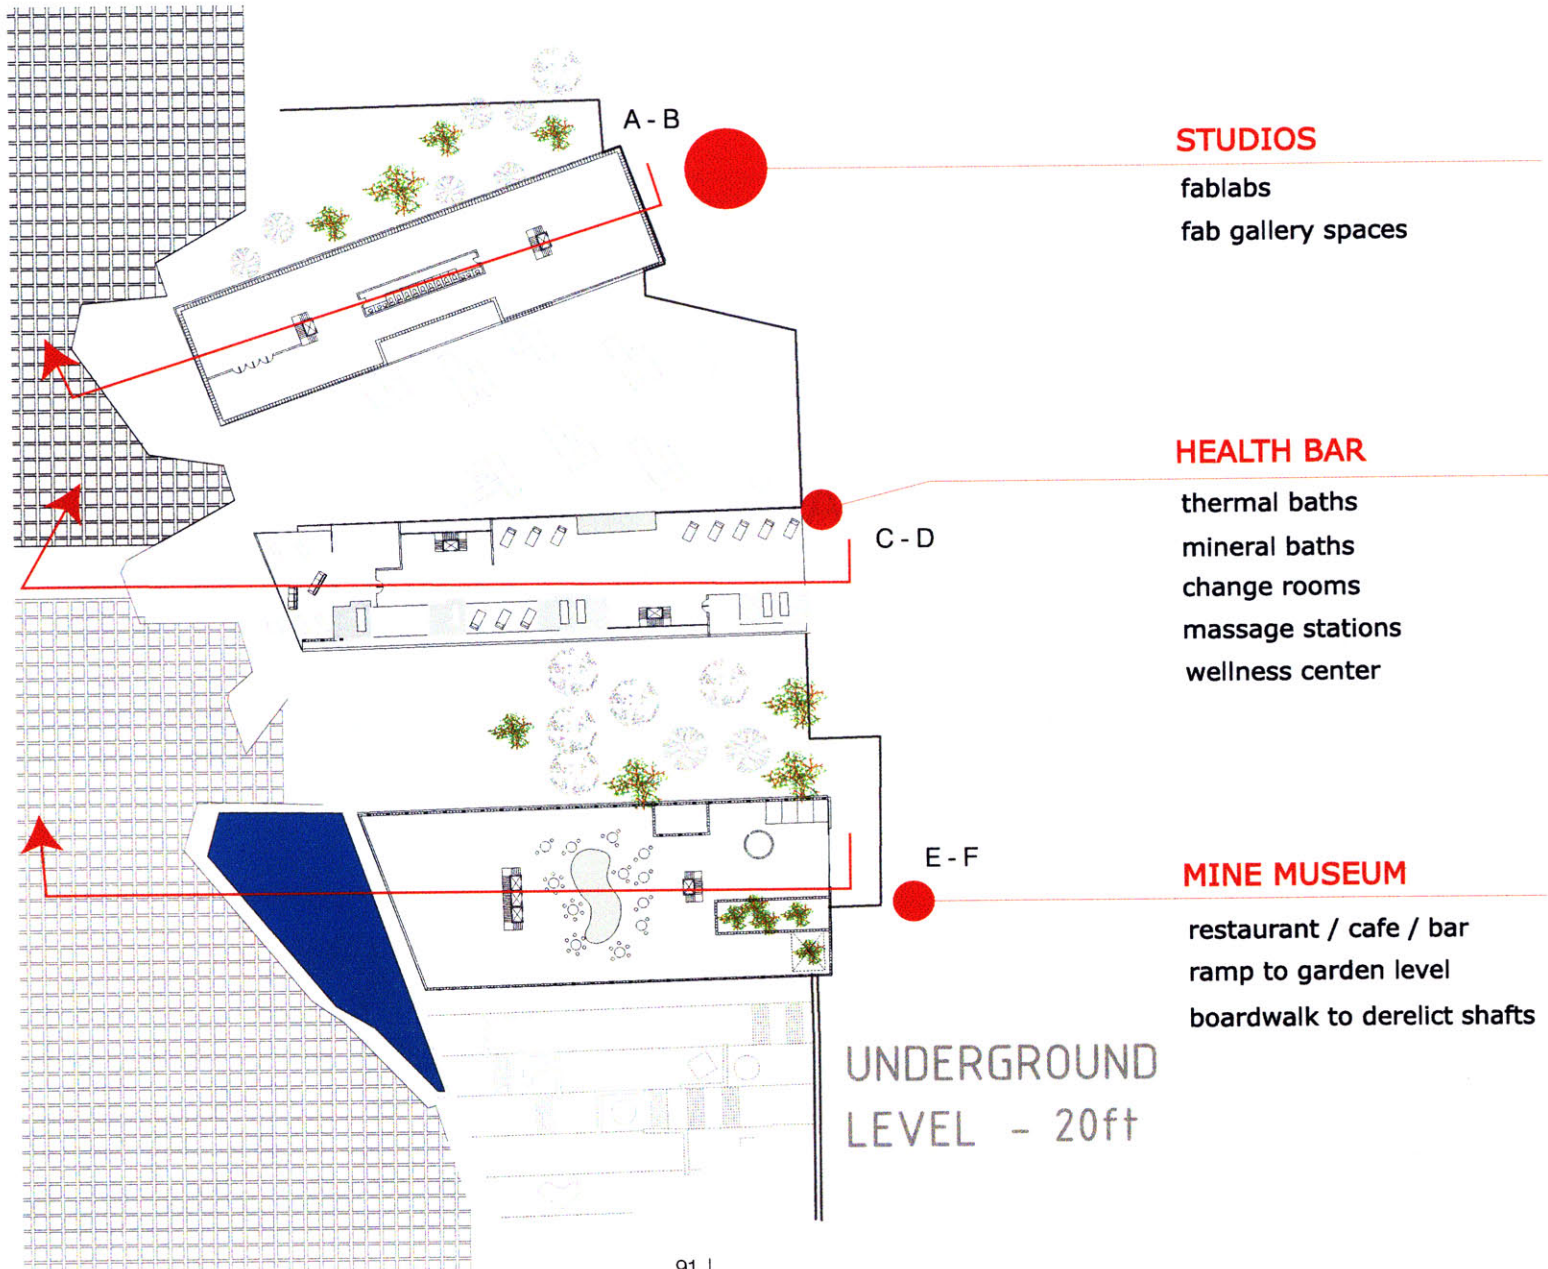 A - B
STUDIOS
fablabs
fab gallery spaces
HEALTH BAR
thermal baths
C - D
mineral baths
change rooms
massage stations
wellness center
E - F
MINE MUSEUM
restaurant / cafe / bar
ramp to garden level
boardwalk to derelict shafts
UNDERGROUND
LEVEL - 20ft
91 |